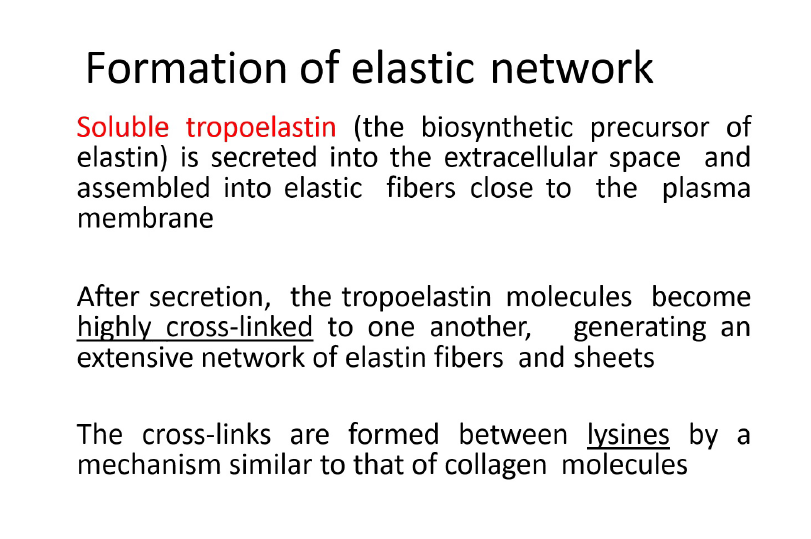 Formation of elastic network
Soluble tropoelastin (the biosynthetic precursor of
elastin) is secreted into the extracellular space and
assembled into elastic fibers close to the plasma
membrane
After secretion, the tropoelastin molecules become
highly cross-linked to one another, generating an
extensive network of elastin fibers and sheets
The cross-links are formed between lysines by a
mechanism similar to that of collagen molecules